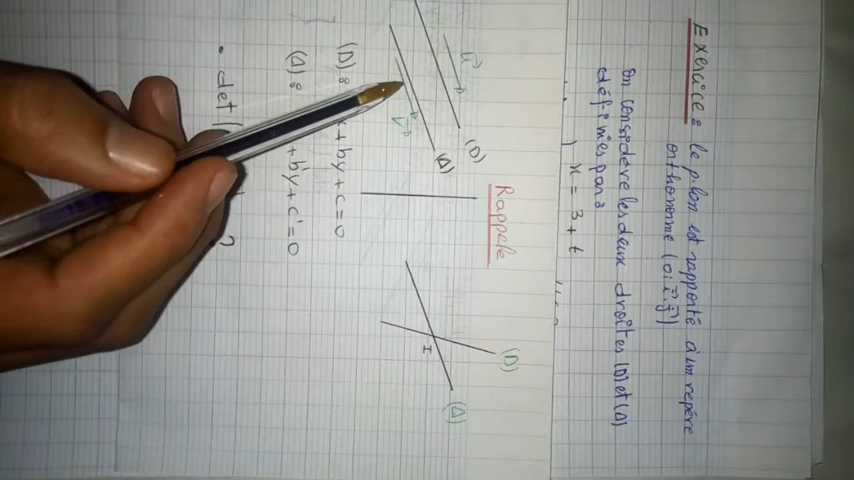 Exercice : le plan est rapporté à un repère
orthonormé (o; i⃗; j⃗)
on considère les deux droites (D) et (Δ)
définies par :
x = 3 + t
Rappele
u⃗
(D)
v⃗
(Δ)
(D)
I
(Δ)
(D) : x + by + c = 0
(Δ) : + b'y + c' = 0
• det(